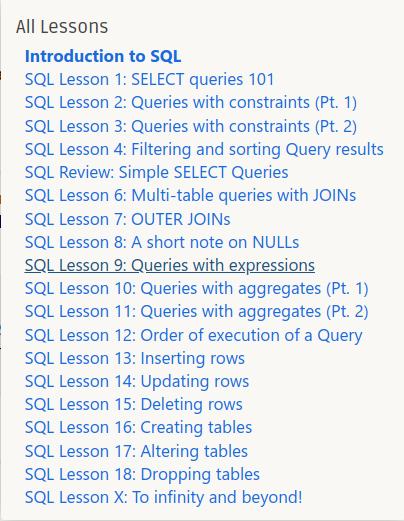 All Lessons
Introduction to SQL
SQL Lesson 1: SELECT queries 101
SQL Lesson 2: Queries with constraints (Pt. 1)
SQL Lesson 3: Queries with constraints (Pt. 2)
SQL Lesson 4: Filtering and sorting Query results
SQL Review: Simple SELECT Queries
SQL Lesson 6: Multi-table queries with JOINs
SQL Lesson 7: OUTER JOINs
SQL Lesson 8: A short note on NULLs
SQL Lesson 9: Queries with expressions
SQL Lesson 10: Queries with aggregates (Pt. 1)
SQL Lesson 11: Queries with aggregates (Pt. 2)
SQL Lesson 12: Order of execution of a Query
SQL Lesson 13: Inserting rows
SQL Lesson 14: Updating rows
SQL Lesson 15: Deleting rows
SQL Lesson 16: Creating tables
SQL Lesson 17: Altering tables
SQL Lesson 18: Dropping tables
SQL Lesson X: To infinity and beyond!